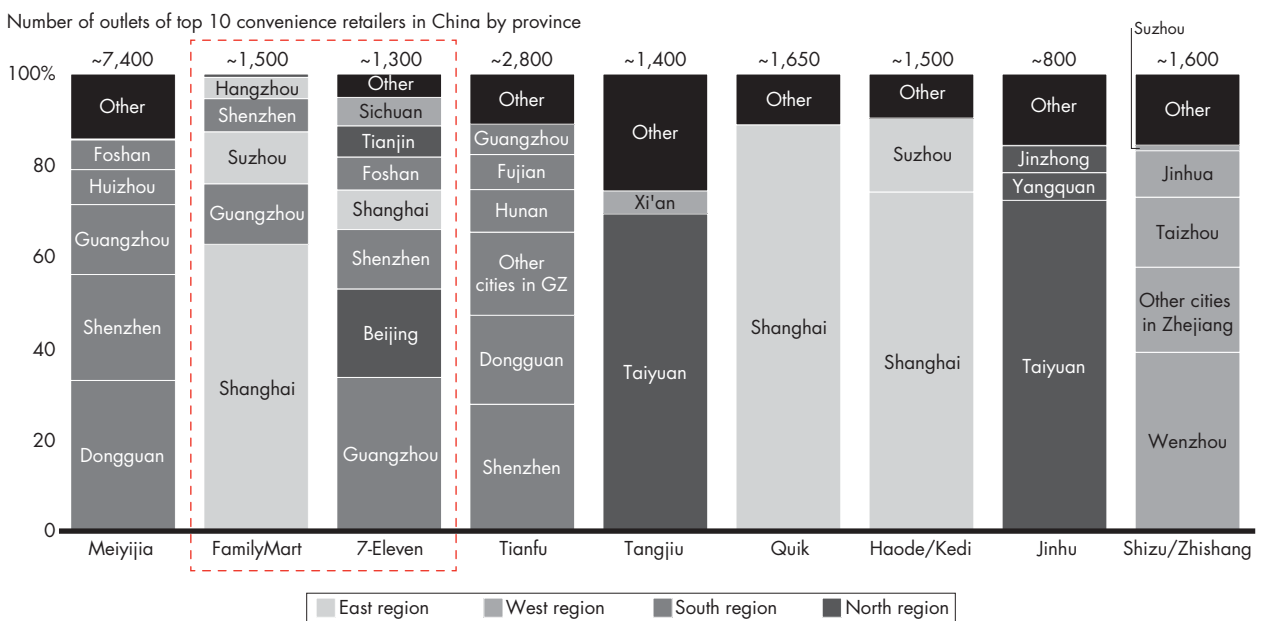 Number of outlets of top 10 convenience retailers in China by province
Suzhou
~7,400 ~1,500 ~1,300 ~2,800 ~1,400 ~1,650 ~1,500 ~800 ~1,600
100%
80
60
40
20
0
Other
Foshan
Huizhou
Guangzhou
Shenzhen
Dongguan
Hangzhou
Shenzhen
Suzhou
Guangzhou
Shanghai
Other
Sichuan
Tianjin
Foshan
Shanghai
Shenzhen
Beijing
Guangzhou
Other
Guangzhou
Fujian
Hunan
Other
cities in GZ
Dongguan
Shenzhen
Other
Xi'an
Taiyuan
Other
Shanghai
Other
Suzhou
Shanghai
Other
Jinzhong
Yangquan
Taiyuan
Other
Jinhua
Taizhou
Other cities
in Zhejiang
Wenzhou
Meiyijia FamilyMart 7-Eleven Tianfu Tangjiu Quik Haode/Kedi Jinhu Shizu/Zhishang
East region West region South region North region